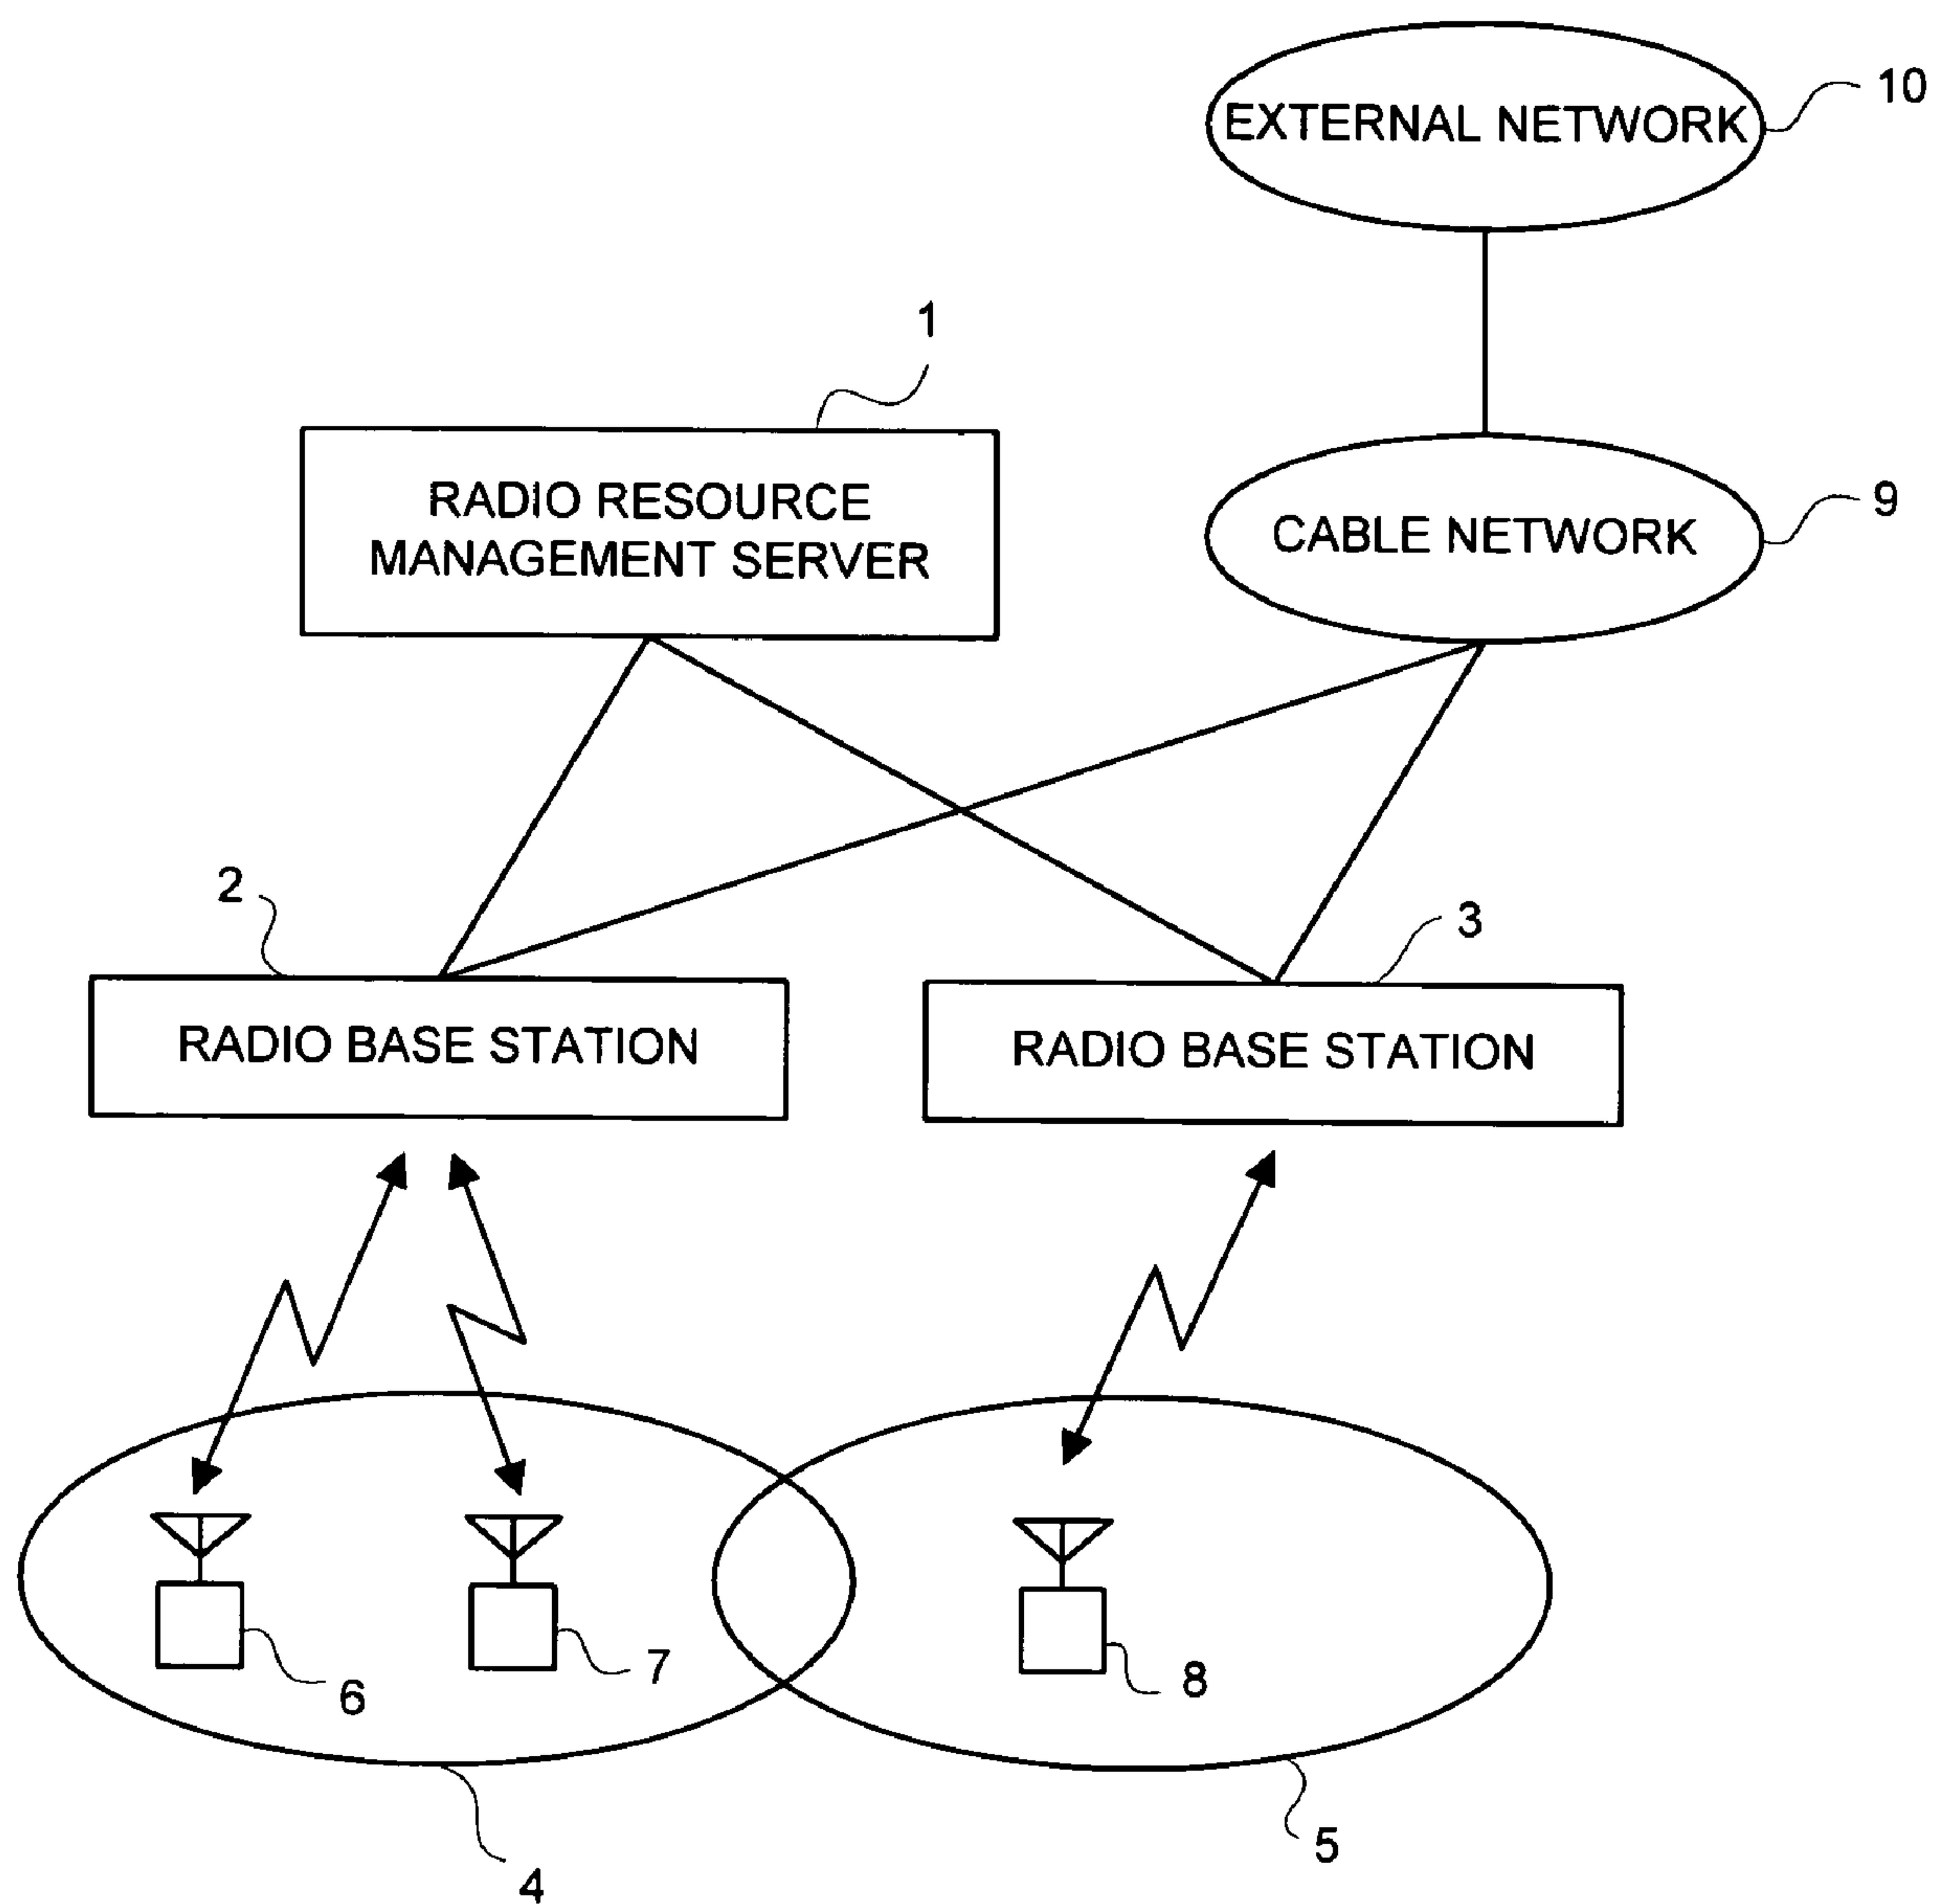 EXTERNAL NETWORK
10
1
RADIO RESOURCE
MANAGEMENT SERVER
CABLE NETWORK
9
2
3
RADIO BASE STATION
RADIO BASE STATION
6
7
8
4
5